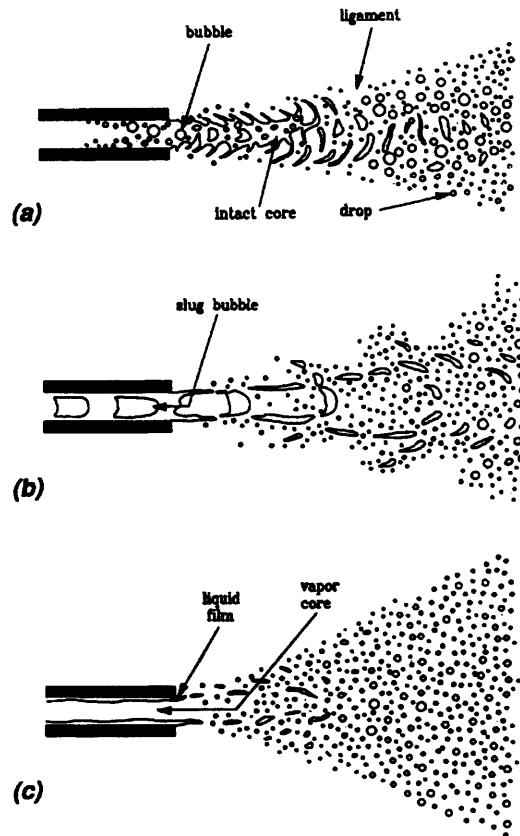 ligament
bubble
intact core
drop
(a)
slug bubble
(b)
liquid
film
vapor
core
(c)